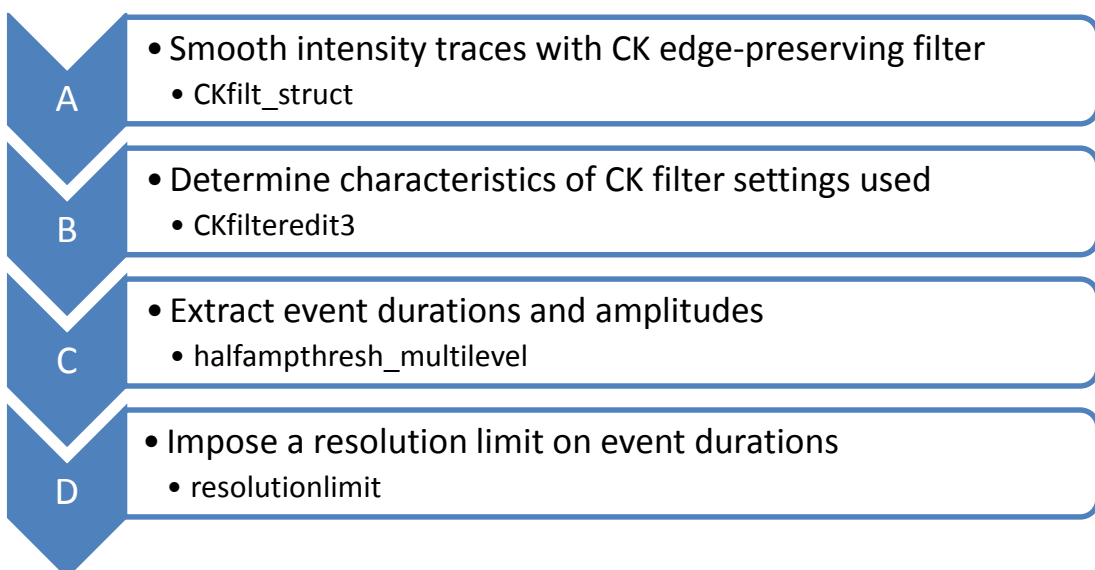 A
• Smooth intensity traces with CK edge-preserving filter
• CKfilt_struct
B
• Determine characteristics of CK filter settings used
• CKfilteredit3
C
• Extract event durations and amplitudes
• halfampthresh_multilevel
D
• Impose a resolution limit on event durations
• resolutionlimit